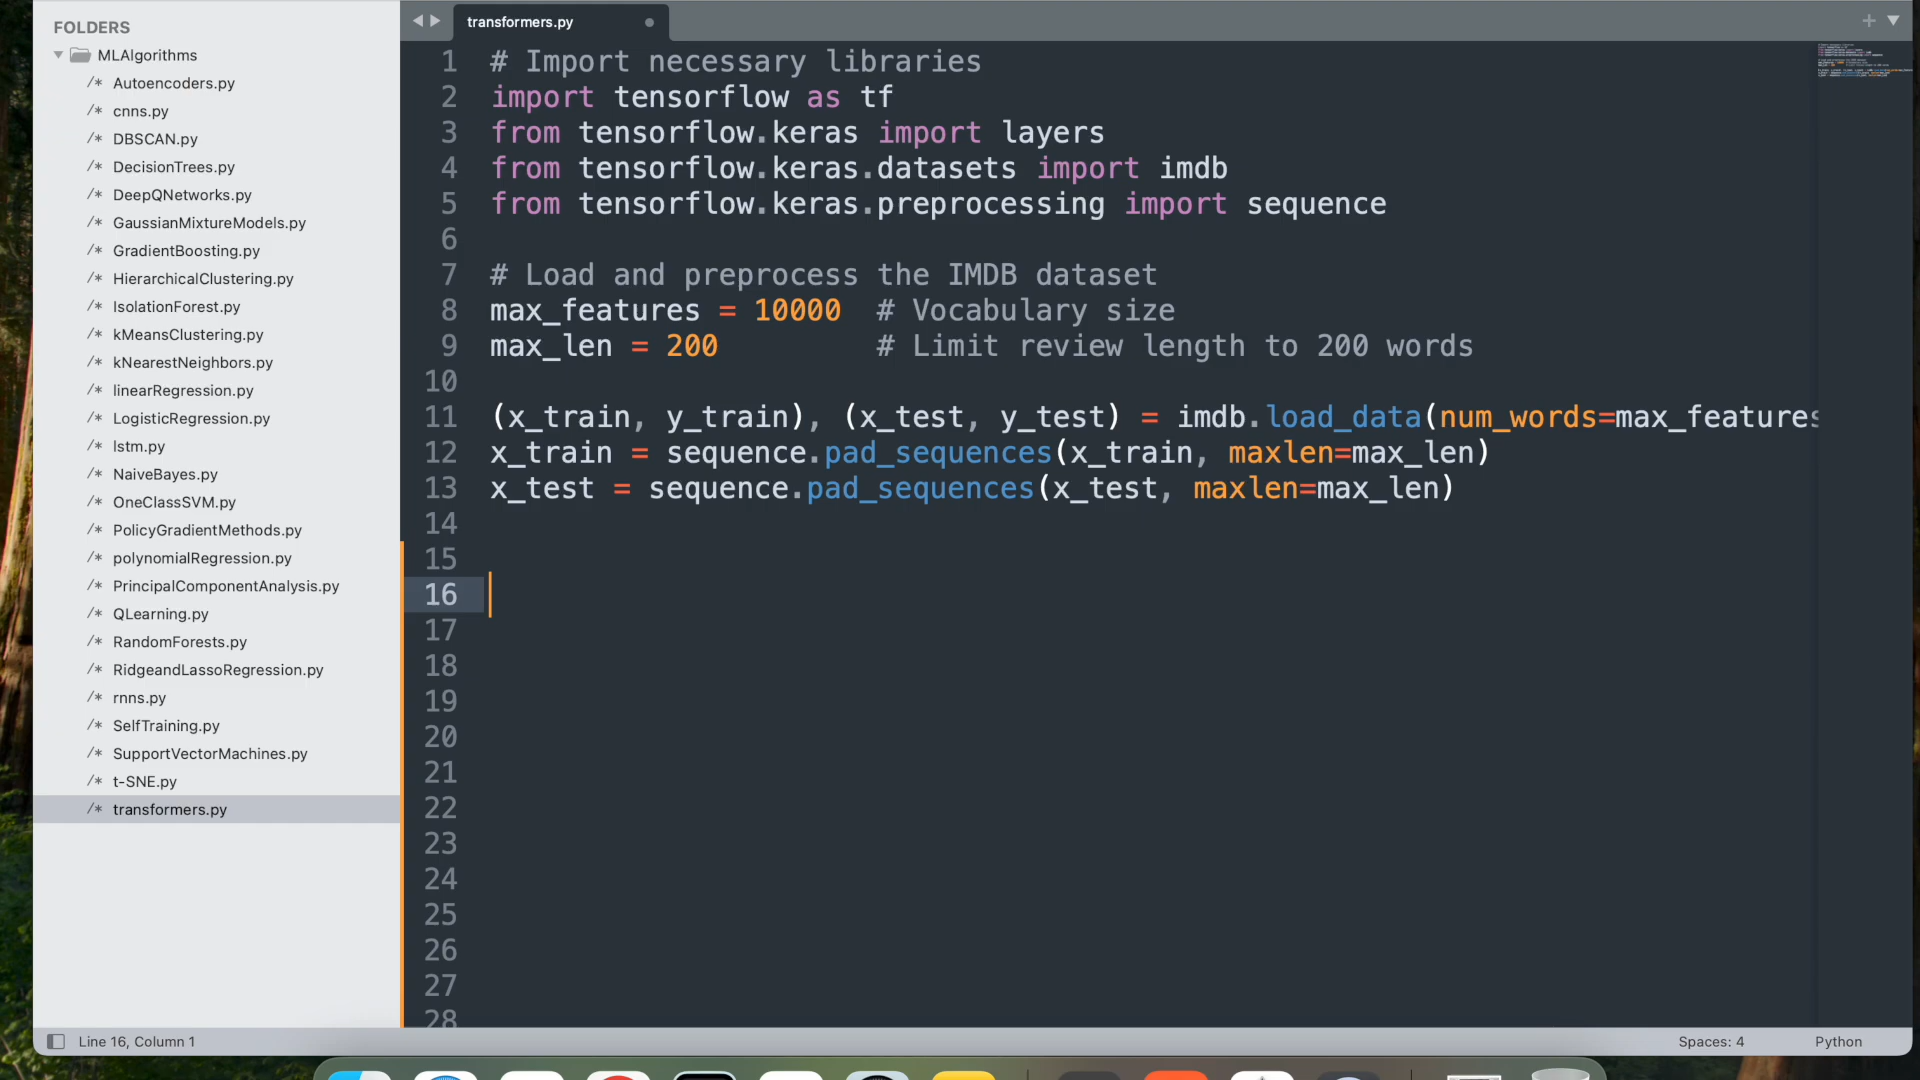 FOLDERS
MLAlgorithms
/* Autoencoders.py
/* cnns.py
/* DBSCAN.py
/* DecisionTrees.py
/* DeepQNetworks.py
/* GaussianMixtureModels.py
/* GradientBoosting.py
/* HierarchicalClustering.py
/* IsolationForest.py
/* kMeansClustering.py
/* kNearestNeighbors.py
/* linearRegression.py
/* LogisticRegression.py
/* lstm.py
/* NaiveBayes.py
/* OneClassSVM.py
/* PolicyGradientMethods.py
/* polynomialRegression.py
/* PrincipalComponentAnalysis.py
/* QLearning.py
/* RandomForests.py
/* RidgeandLassoRegression.py
/* rnns.py
/* SelfTraining.py
/* SupportVectorMachines.py
/* t-SNE.py
/* transformers.py
transformers.py
1 # Import necessary libraries
2 import tensorflow as tf
3 from tensorflow.keras import layers
4 from tensorflow.keras.datasets import imdb
5 from tensorflow.keras.preprocessing import sequence
6
7 # Load and preprocess the IMDB dataset
8 max_features = 10000  # Vocabulary size
9 max_len = 200         # Limit review length to 200 words
10
11 (x_train, y_train), (x_test, y_test) = imdb.load_data(num_words=max_features
12 x_train = sequence.pad_sequences(x_train, maxlen=max_len)
13 x_test = sequence.pad_sequences(x_test, maxlen=max_len)
14
15
16
17
18
19
20
21
22
23
24
25
26
27
28
Line 16, Column 1
Spaces: 4
Python